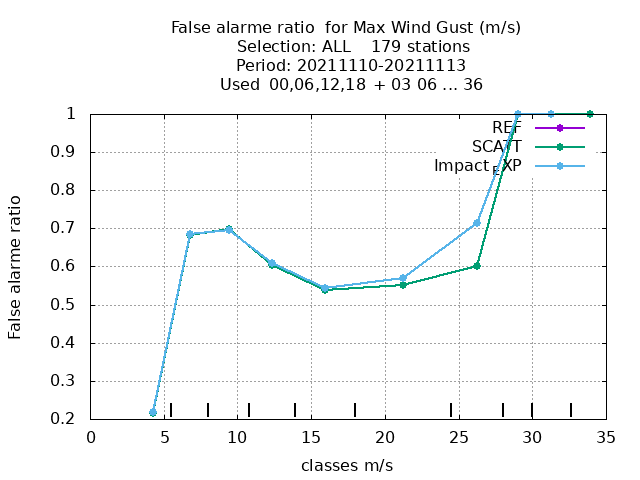 False alarme ratio for Max Wind Gust (m/s)
Selection: ALL 179 stations
Period: 20211110-20211113
Used 00,06,12,18 + 03 06 ... 36
1
0.9
0.8
0.7
0.6
0.5
0.4
0.3
0.2
False alarme ratio
REF
SCATT
Impact_EXP
0 5 10 15 20 25 30 35
classes m/s